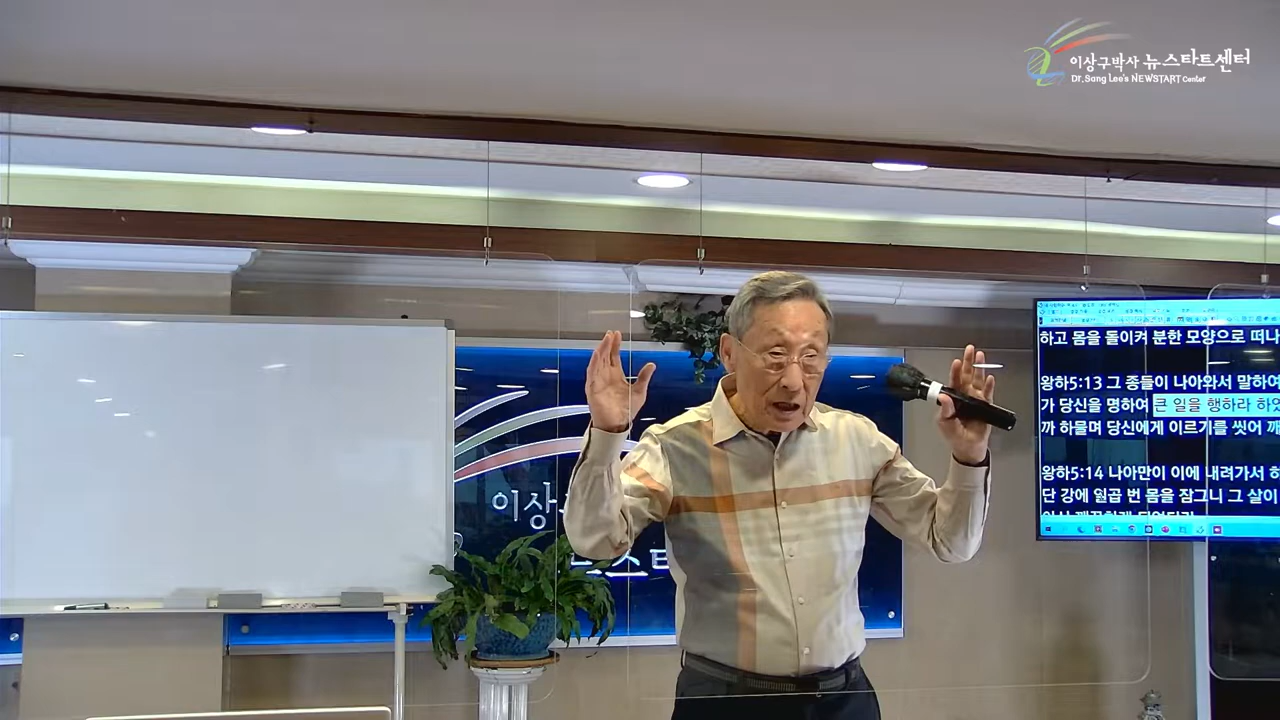 이상구박사 뉴스타트센터
Dr. Sang Lee's NEWSTART Center
하고 몸을 돌이켜 분한 모양으로 떠나
왕하5:13 그 종들이 나아와서 말하여
가 당신을 명하여 큰 일을 행하라 하였
까 하물며 당신에게 이르기를 씻어 깨
왕하5:14 나아만이 이에 내려가서 하
단 강에 일곱 번 몸을 잠그니 그 살이
이상